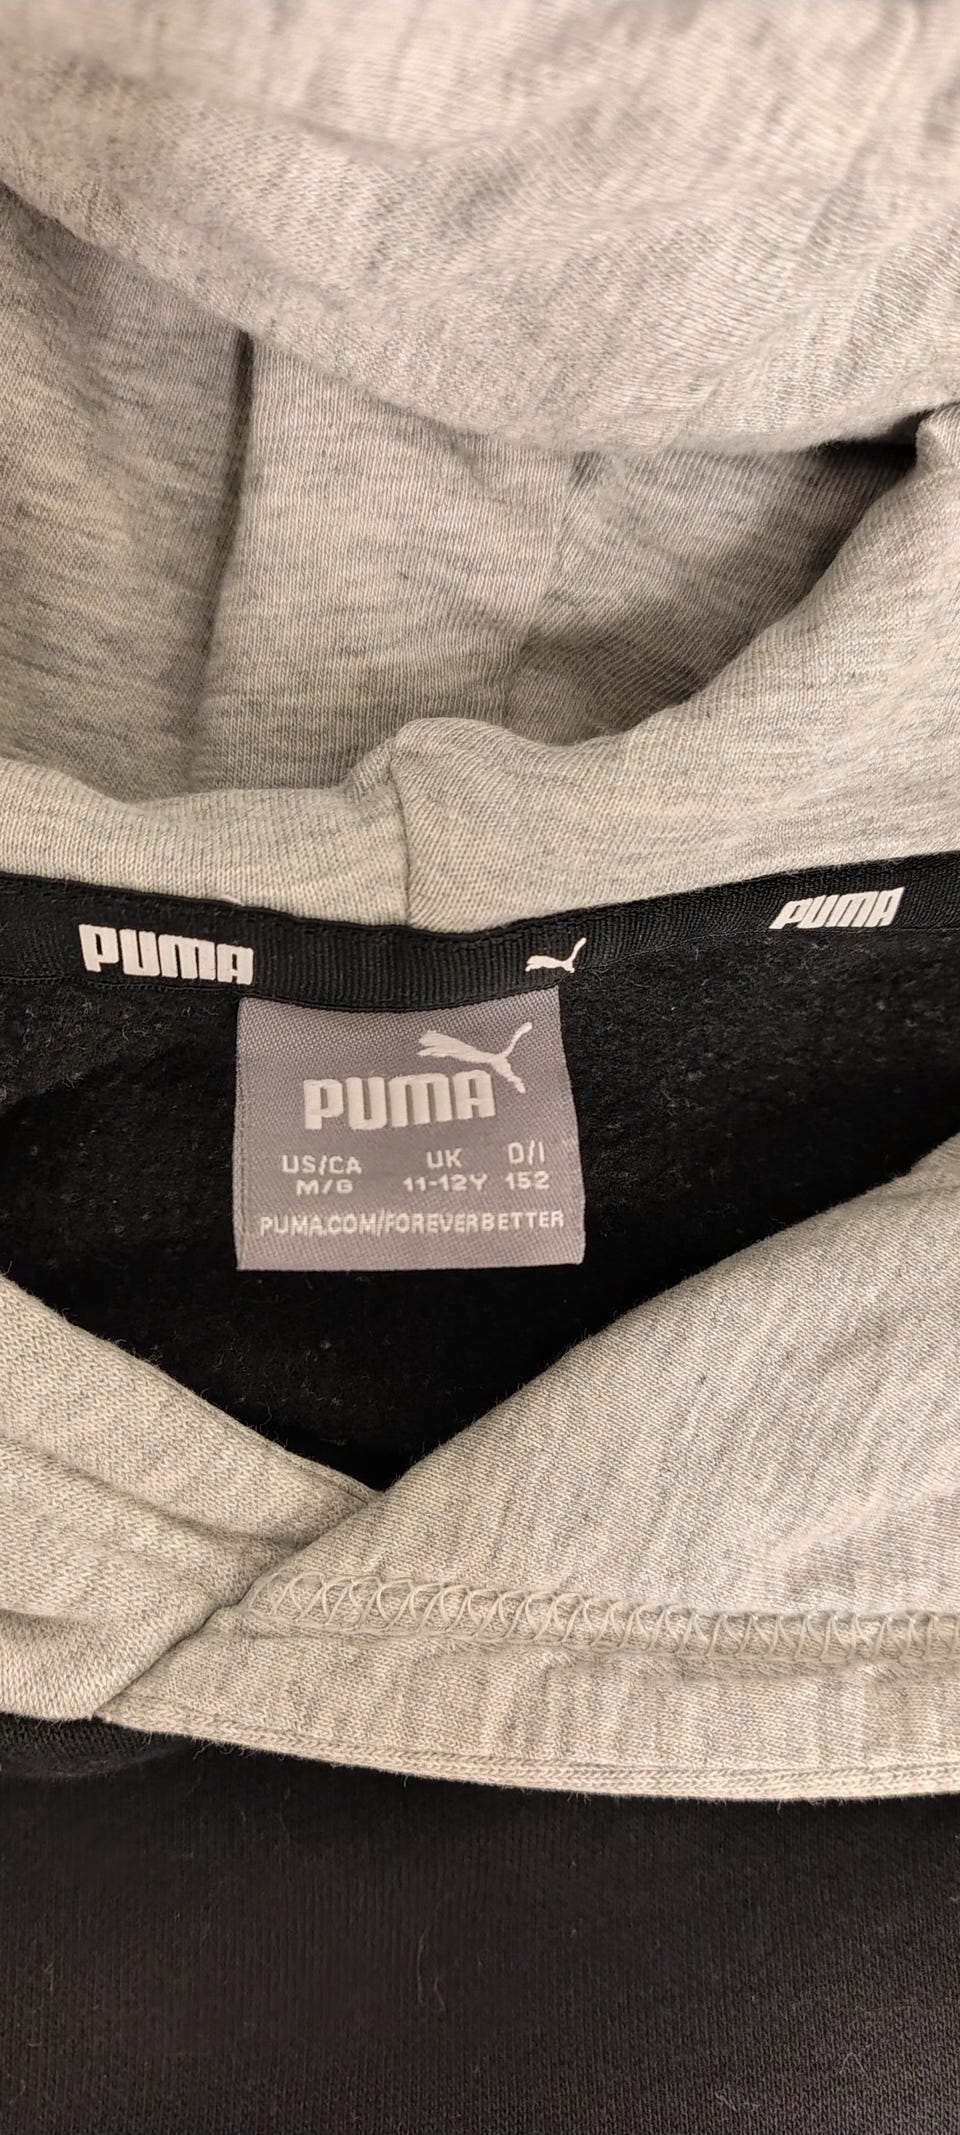 PUMA PUMA
PUMA
US/CA UK D/I
M/G 11-12Y 152
PUMA.COM/FOREVERBETTER